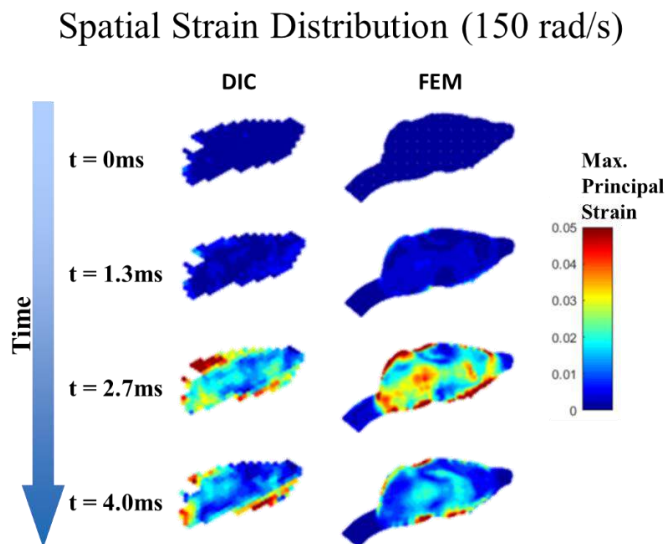 Spatial Strain Distribution (150 rad/s)
DIC FEM
t = 0ms
Max.
Principal
Strain
0.05
t = 1.3ms
0.04
0.03
Time
0.02
t = 2.7ms
0.01
0
t = 4.0ms